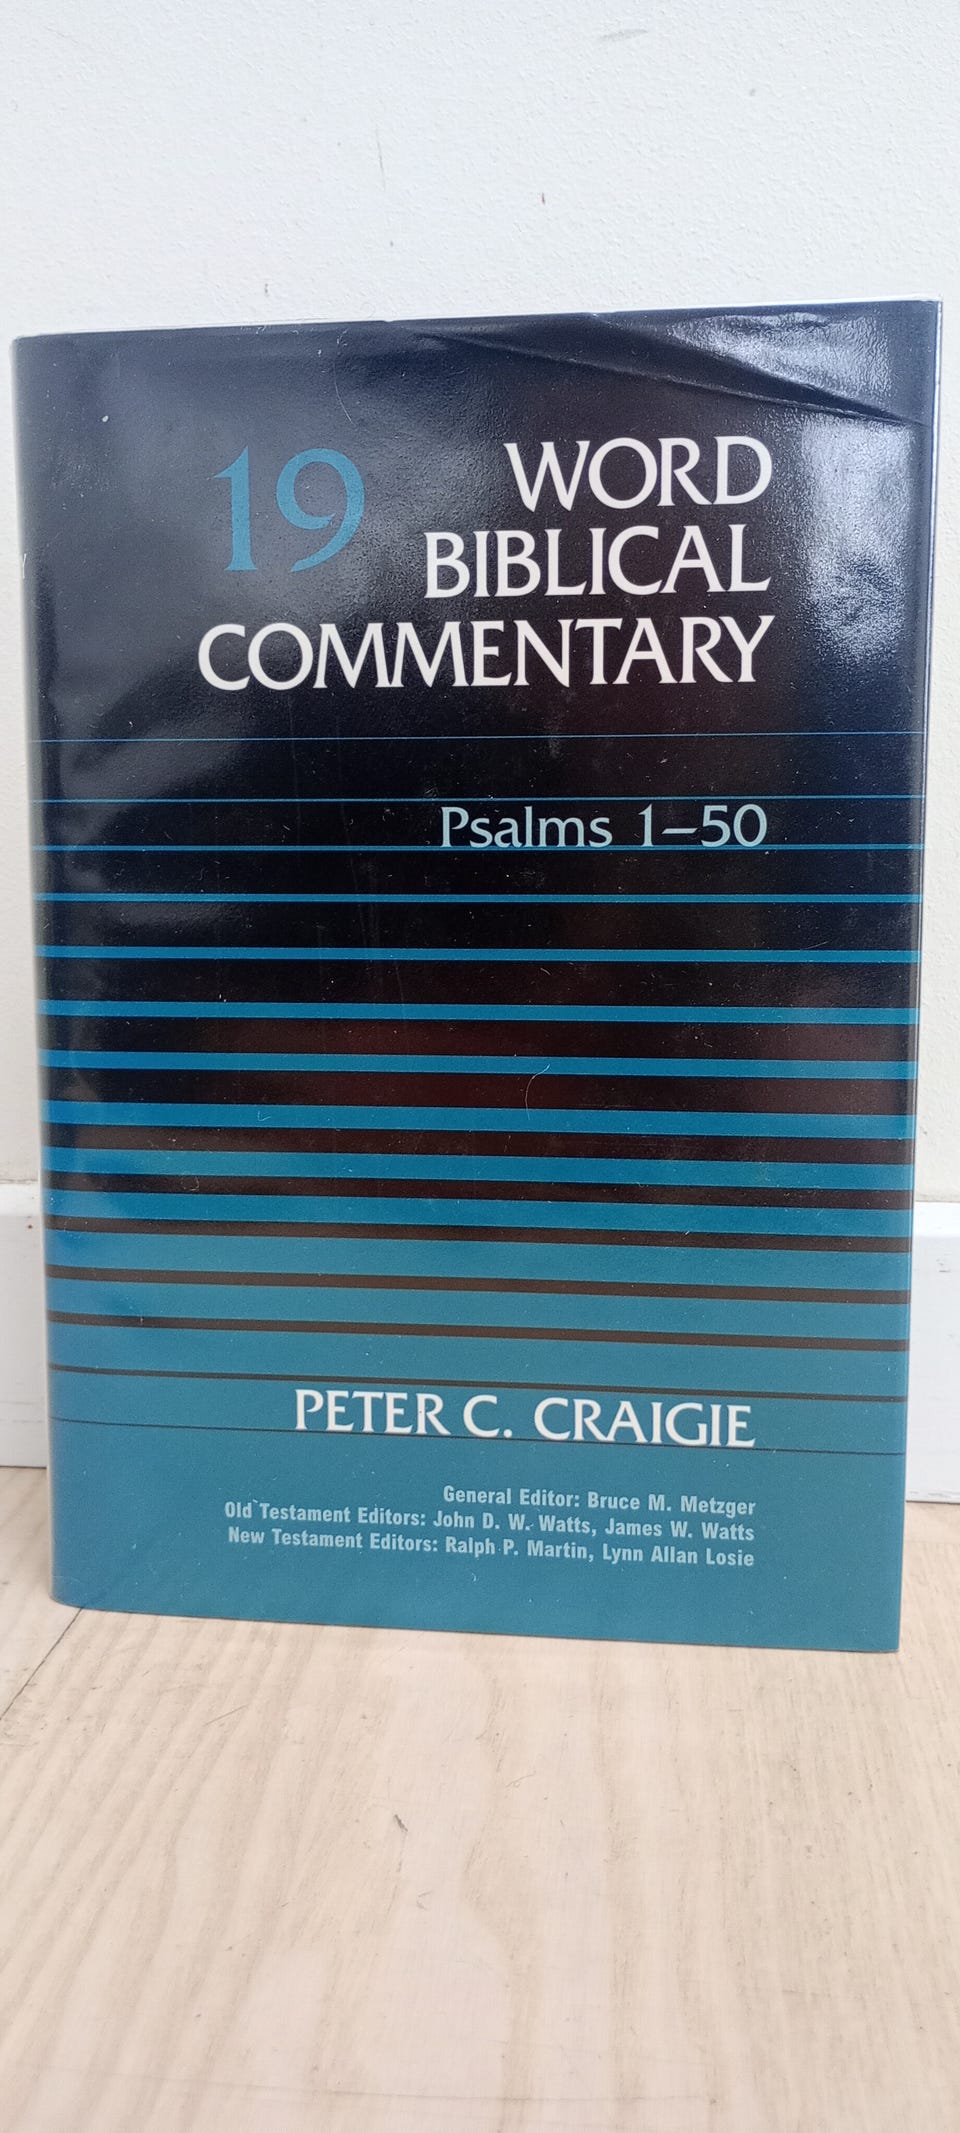 19 WORD
BIBLICAL
COMMENTARY
Psalms 1–50
PETER C. CRAIGIE
General Editor: Bruce M. Metzger
Old Testament Editors: John D. W. Watts, James W. Watts
New Testament Editors: Ralph P. Martin, Lynn Allan Losie